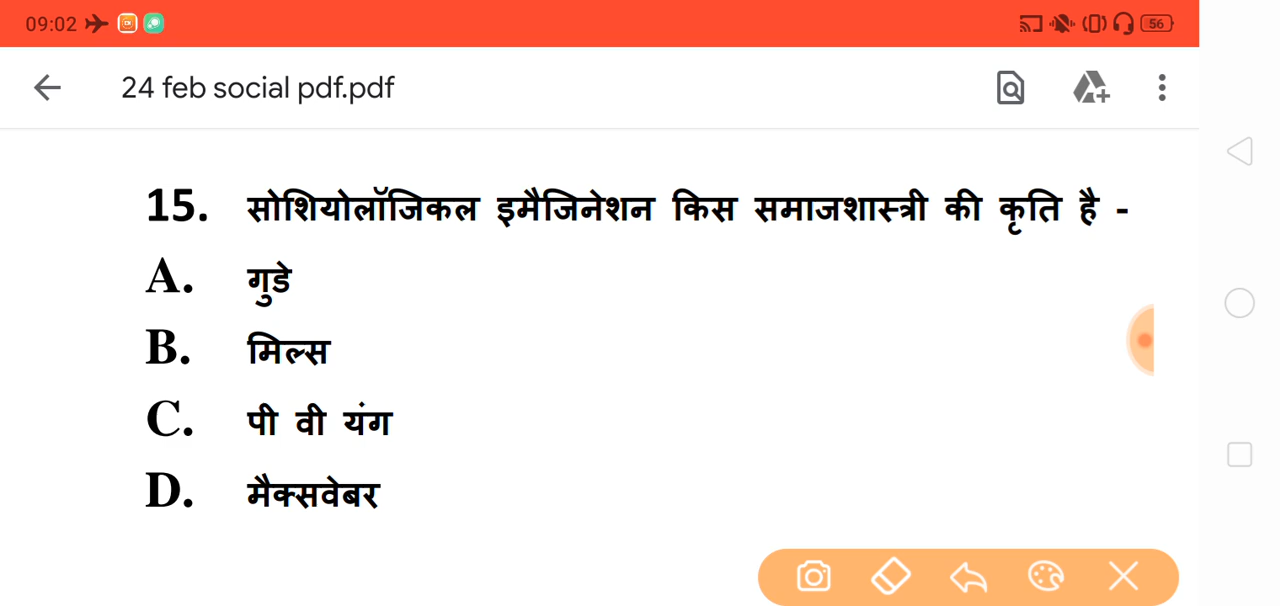 09:02
56
24 feb social pdf.pdf
15. सोशियोलॉजिकल इमैजिनेशन किस समाजशास्त्री की कृति है -
A. गुडे
B. मिल्स
C. पी वी यंग
D. मैक्सवेबर